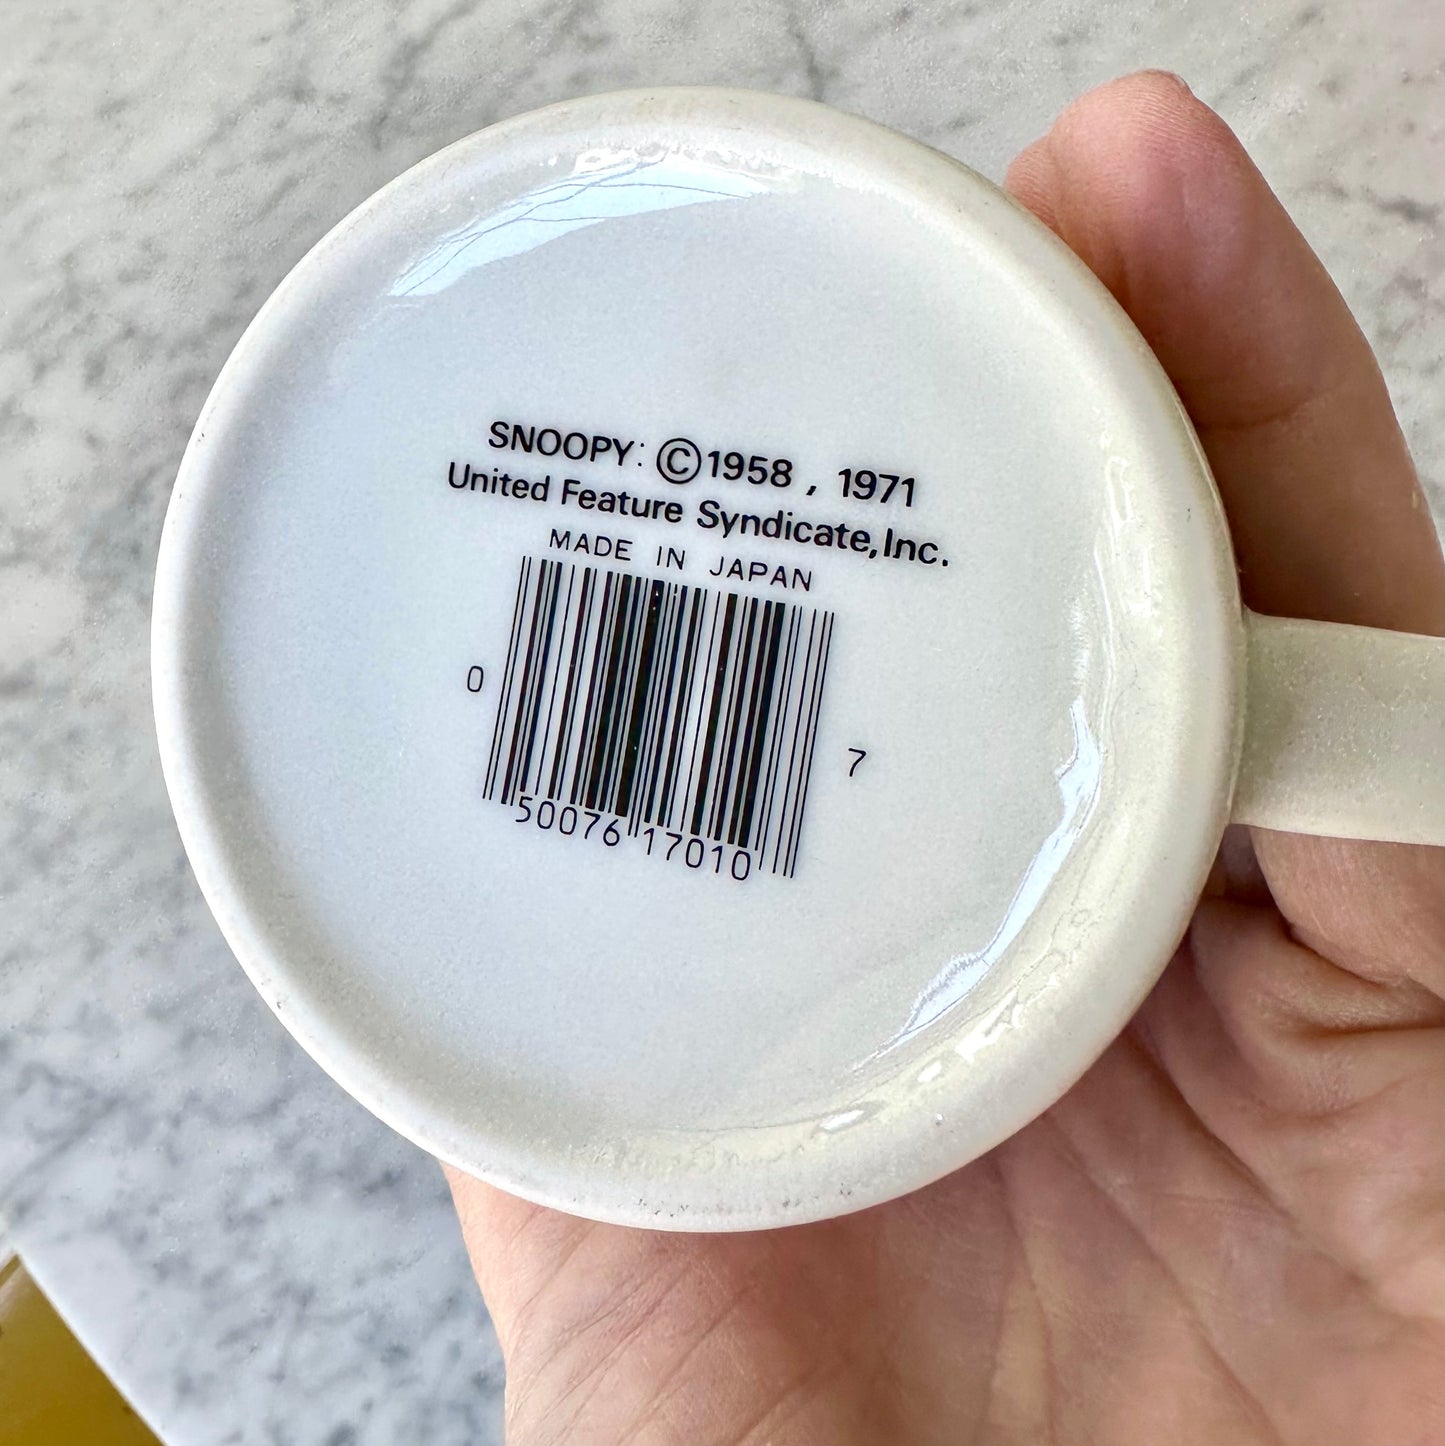 SNOOPY: ©1958, 1971
United Feature Syndicate, Inc.
MADE IN JAPAN
0 50076 17010 7